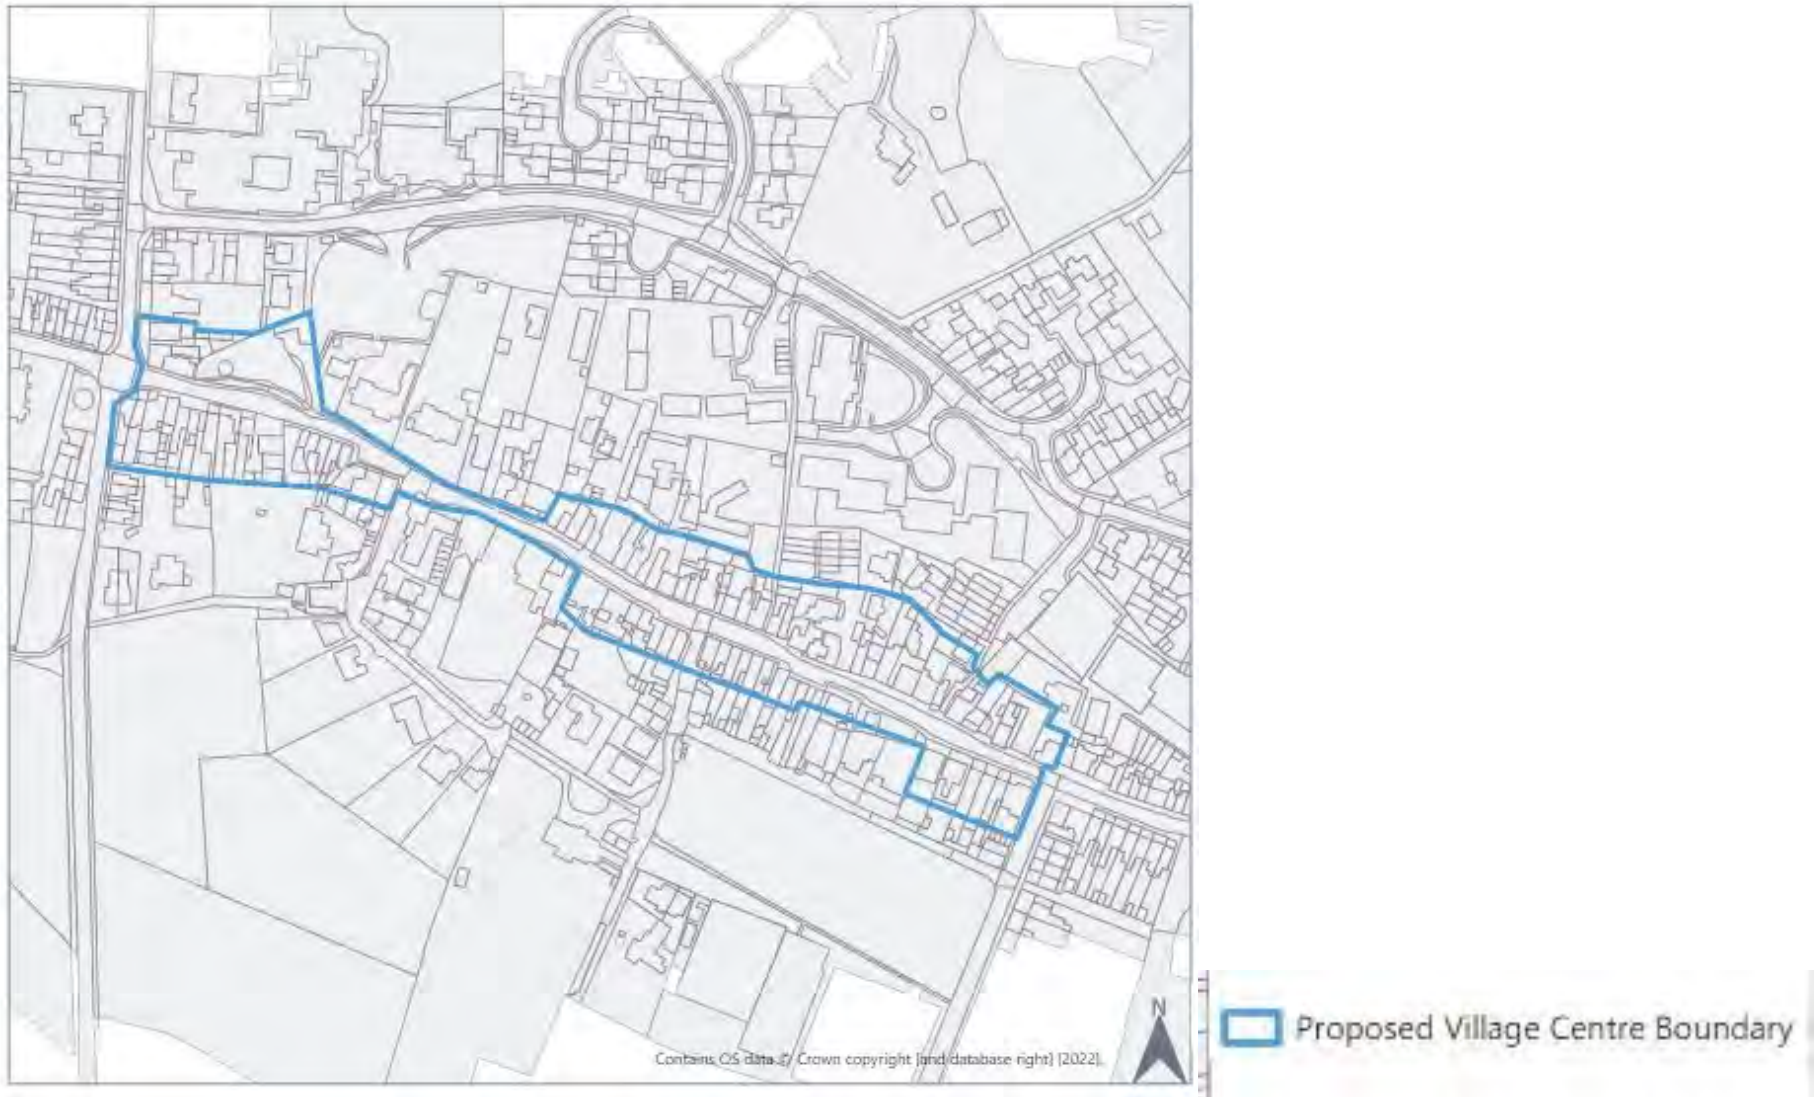 N
Contains OS data © Crown copyright [and database right] [2022].
Proposed Village Centre Boundary